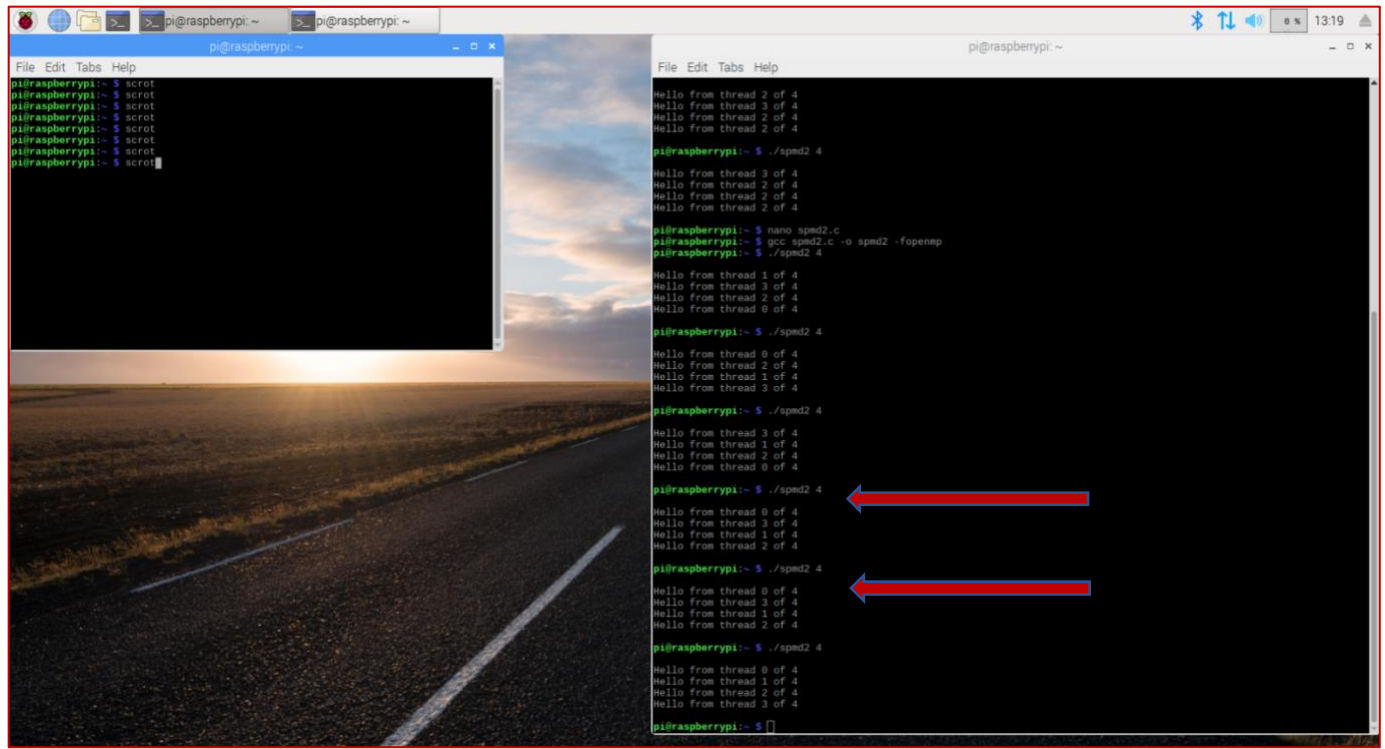 pi@raspberrypi: ~
pi@raspberrypi: ~
0 %
13:19
pi@raspberrypi: ~
File Edit Tabs Help
pi@raspberrypi:~ $ scrot
pi@raspberrypi:~ $ scrot
pi@raspberrypi:~ $ scrot
pi@raspberrypi:~ $ scrot
pi@raspberrypi:~ $ scrot
pi@raspberrypi:~ $ scrot
pi@raspberrypi:~ $ scrot
pi@raspberrypi: ~
File Edit Tabs Help
Hello from thread 2 of 4
Hello from thread 3 of 4
Hello from thread 2 of 4
Hello from thread 2 of 4
pi@raspberrypi:~ $ ./spmd2 4
Hello from thread 3 of 4
Hello from thread 2 of 4
Hello from thread 2 of 4
Hello from thread 2 of 4
pi@raspberrypi:~ $ nano spmd2.c
pi@raspberrypi:~ $ gcc spmd2.c -o spmd2 -fopenmp
pi@raspberrypi:~ $ ./spmd2 4
Hello from thread 1 of 4
Hello from thread 3 of 4
Hello from thread 2 of 4
Hello from thread 0 of 4
pi@raspberrypi:~ $ ./spmd2 4
Hello from thread 0 of 4
Hello from thread 2 of 4
Hello from thread 1 of 4
Hello from thread 3 of 4
pi@raspberrypi:~ $ ./spmd2 4
Hello from thread 3 of 4
Hello from thread 1 of 4
Hello from thread 2 of 4
Hello from thread 0 of 4
pi@raspberrypi:~ $ ./spmd2 4
Hello from thread 0 of 4
Hello from thread 3 of 4
Hello from thread 1 of 4
Hello from thread 2 of 4
pi@raspberrypi:~ $ ./spmd2 4
Hello from thread 0 of 4
Hello from thread 3 of 4
Hello from thread 1 of 4
Hello from thread 2 of 4
pi@raspberrypi:~ $ ./spmd2 4
Hello from thread 0 of 4
Hello from thread 1 of 4
Hello from thread 2 of 4
Hello from thread 3 of 4
pi@raspberrypi:~ $